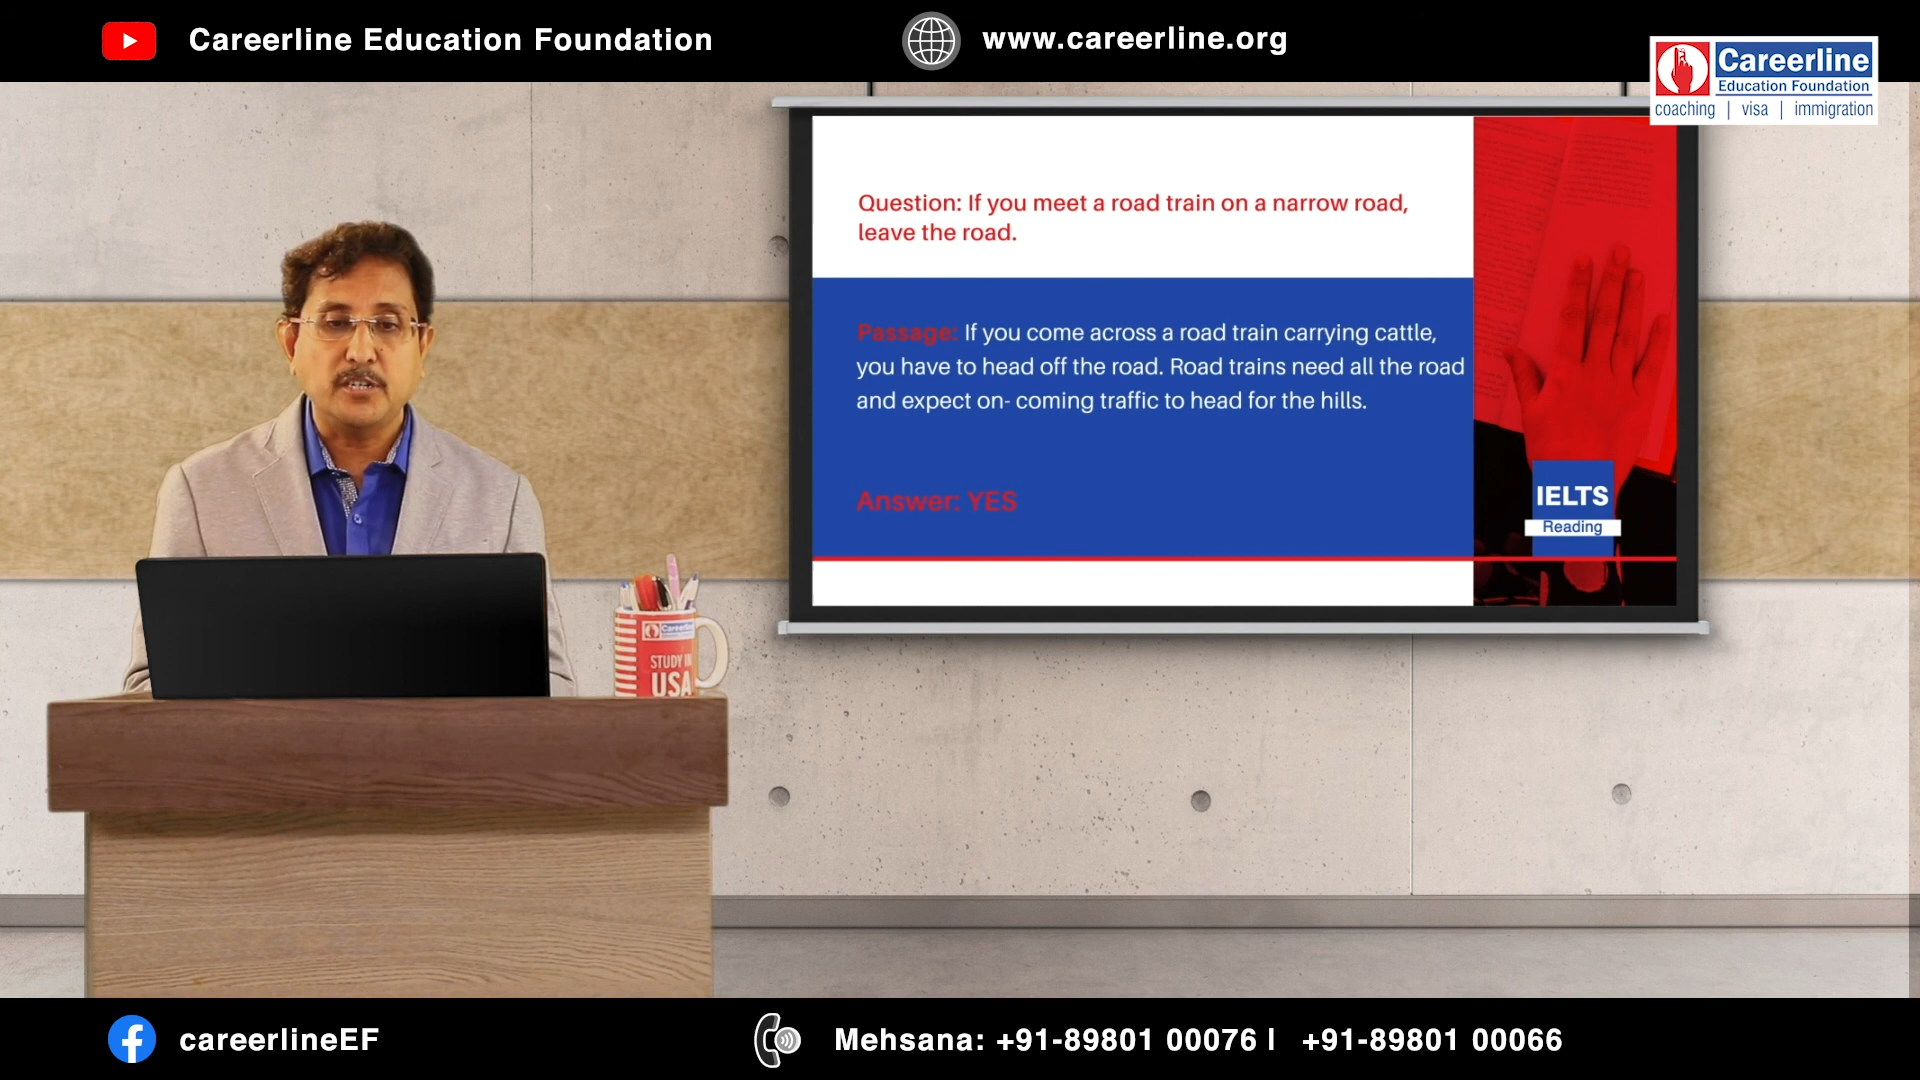 Careerline Education Foundation
www.careerline.org
Careerline
Education Foundation
coaching | visa | immigration
Question: If you meet a road train on a narrow road,
leave the road.
Passage: If you come across a road train carrying cattle,
you have to head off the road. Road trains need all the road
and expect on- coming traffic to head for the hills.
Answer: YES
IELTS
Reading
Careerline
STUDY IN
USA
careerlineEF
Mehsana: +91-89801 00076 | +91-89801 00066